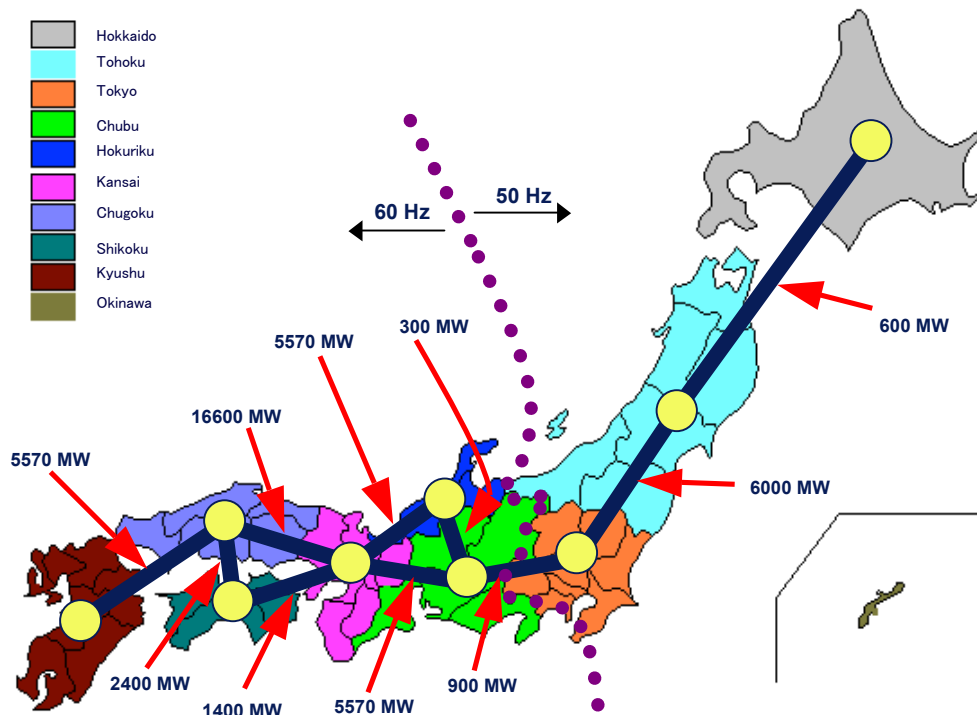 Hokkaido
Tohoku
Tokyo
Chubu
Hokuriku
Kansai
Chugoku
Shikoku
Kyushu
Okinawa
50 Hz
60 Hz
600 MW
300 MW
5570 MW
16600 MW
5570 MW
6000 MW
2400 MW
1400 MW
5570 MW
900 MW